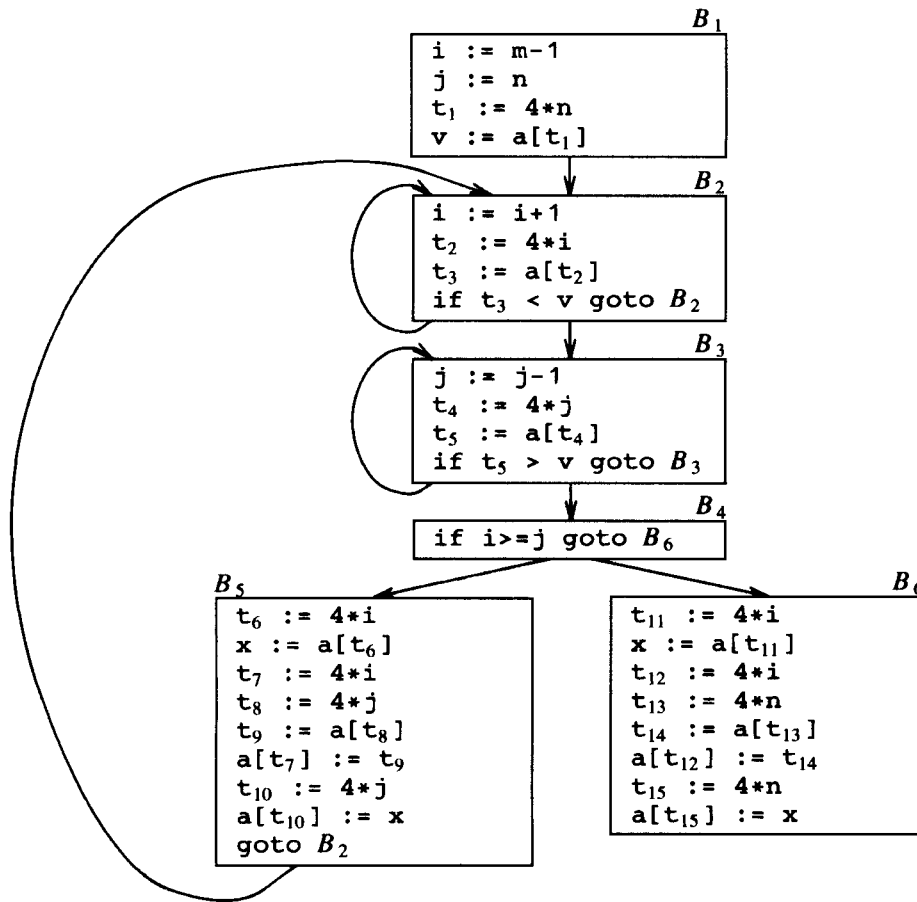 B₁
i := m-1
j := n
t₁ := 4*n
v := a[t₁]
B₂
i := i+1
t₂ := 4*i
t₃ := a[t₂]
if t₃ < v goto B₂
B₃
j := j-1
t₄ := 4*j
t₅ := a[t₄]
if t₅ > v goto B₃
B₄
if i>=j goto B₆
B₅
t₆ := 4*i
x := a[t₆]
t₇ := 4*i
t₈ := 4*j
t₉ := a[t₈]
a[t₇] := t₉
t₁₀ := 4*j
a[t₁₀] := x
goto B₂
B₆
t₁₁ := 4*i
x := a[t₁₁]
t₁₂ := 4*i
t₁₃ := 4*n
t₁₄ := a[t₁₃]
a[t₁₂] := t₁₄
t₁₅ := 4*n
a[t₁₅] := x